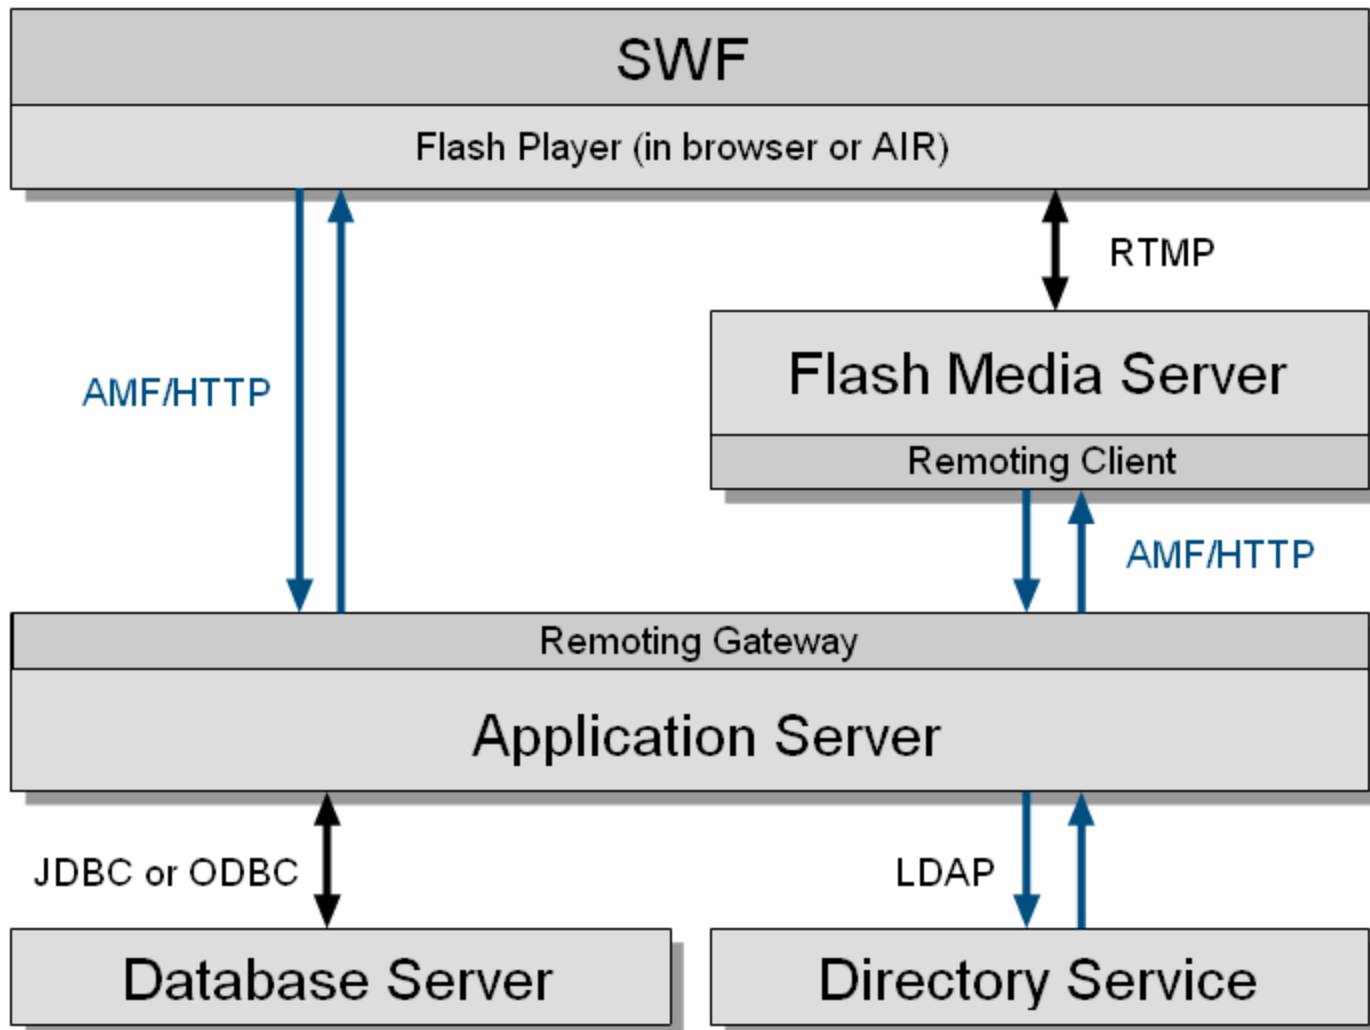 SWF
Flash Player (in browser or AIR)
RTMP
Flash Media Server
AMF/HTTP
Remoting Client
AMF/HTTP
Remoting Gateway
Application Server
JDBC or ODBC
LDAP
Database Server
Directory Service